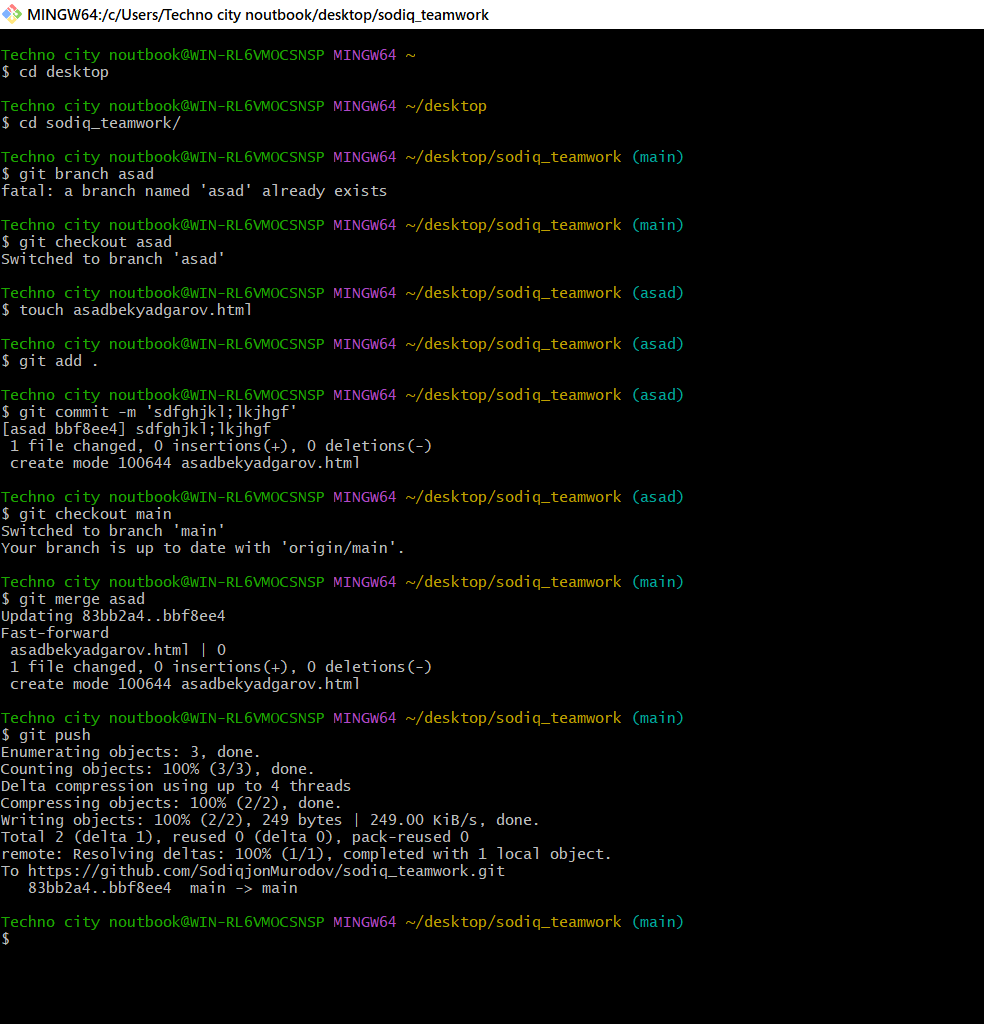 MINGW64:/c/Users/Techno city noutbook/desktop/sodiq_teamwork
Techno city noutbook@WIN-RL6VMOCSNSP MINGW64 ~
$ cd desktop
Techno city noutbook@WIN-RL6VMOCSNSP MINGW64 ~/desktop
$ cd sodiq_teamwork/
Techno city noutbook@WIN-RL6VMOCSNSP MINGW64 ~/desktop/sodiq_teamwork (main)
$ git branch asad
fatal: a branch named 'asad' already exists
Techno city noutbook@WIN-RL6VMOCSNSP MINGW64 ~/desktop/sodiq_teamwork (main)
$ git checkout asad
Switched to branch 'asad'
Techno city noutbook@WIN-RL6VMOCSNSP MINGW64 ~/desktop/sodiq_teamwork (asad)
$ touch asadbekyadgarov.html
Techno city noutbook@WIN-RL6VMOCSNSP MINGW64 ~/desktop/sodiq_teamwork (asad)
$ git add .
Techno city noutbook@WIN-RL6VMOCSNSP MINGW64 ~/desktop/sodiq_teamwork (asad)
$ git commit -m 'sdfghjkl;lkjhgf'
[asad bbf8ee4] sdfghjkl;lkjhgf
1 file changed, 0 insertions(+), 0 deletions(-)
create mode 100644 asadbekyadgarov.html
Techno city noutbook@WIN-RL6VMOCSNSP MINGW64 ~/desktop/sodiq_teamwork (asad)
$ git checkout main
Switched to branch 'main'
Your branch is up to date with 'origin/main'.
Techno city noutbook@WIN-RL6VMOCSNSP MINGW64 ~/desktop/sodiq_teamwork (main)
$ git merge asad
Updating 83bb2a4..bbf8ee4
Fast-forward
asadbekyadgarov.html | 0
1 file changed, 0 insertions(+), 0 deletions(-)
create mode 100644 asadbekyadgarov.html
Techno city noutbook@WIN-RL6VMOCSNSP MINGW64 ~/desktop/sodiq_teamwork (main)
$ git push
Enumerating objects: 3, done.
Counting objects: 100% (3/3), done.
Delta compression using up to 4 threads
Compressing objects: 100% (2/2), done.
Writing objects: 100% (2/2), 249 bytes | 249.00 KiB/s, done.
Total 2 (delta 1), reused 0 (delta 0), pack-reused 0
remote: Resolving deltas: 100% (1/1), completed with 1 local object.
To https://github.com/SodiqjonMurodov/sodiq_teamwork.git
83bb2a4..bbf8ee4  main -> main
Techno city noutbook@WIN-RL6VMOCSNSP MINGW64 ~/desktop/sodiq_teamwork (main)
$